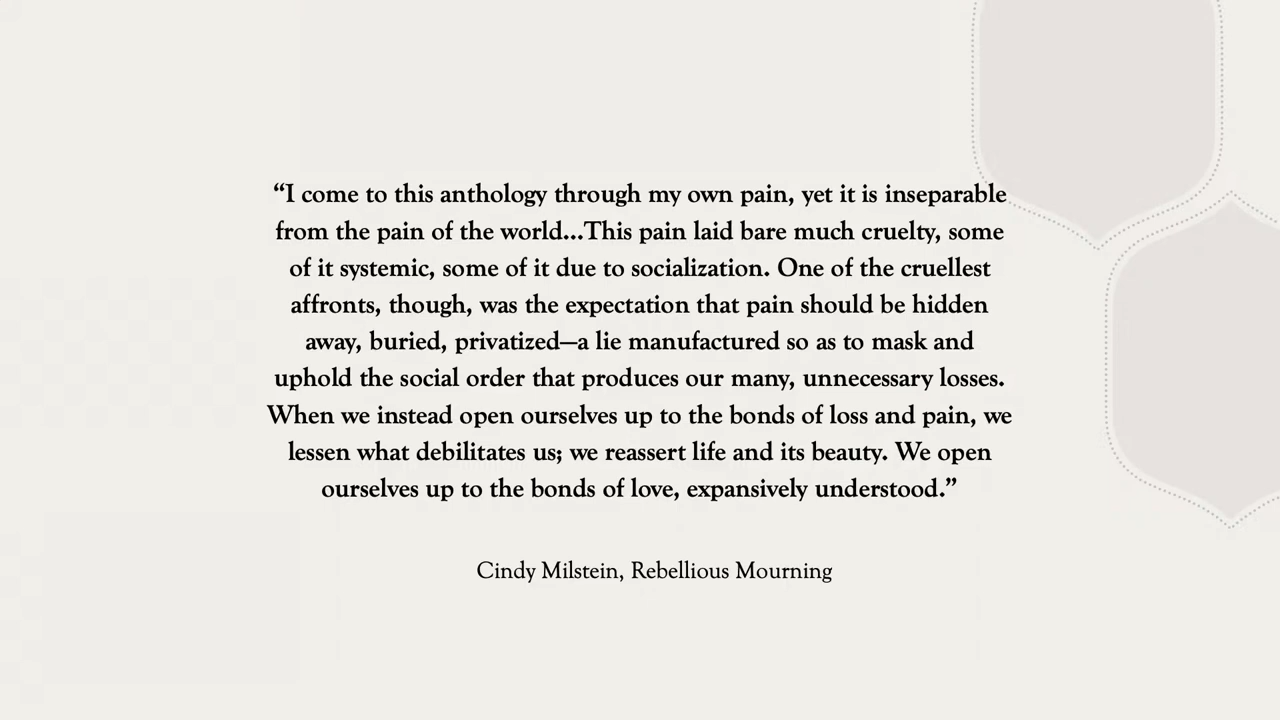 “I come to this anthology through my own pain, yet it is inseparable
from the pain of the world...This pain laid bare much cruelty, some
of it systemic, some of it due to socialization. One of the cruellest
affronts, though, was the expectation that pain should be hidden
away, buried, privatized—a lie manufactured so as to mask and
uphold the social order that produces our many, unnecessary losses.
When we instead open ourselves up to the bonds of loss and pain, we
lessen what debilitates us; we reassert life and its beauty. We open
ourselves up to the bonds of love, expansively understood.”
Cindy Milstein, Rebellious Mourning